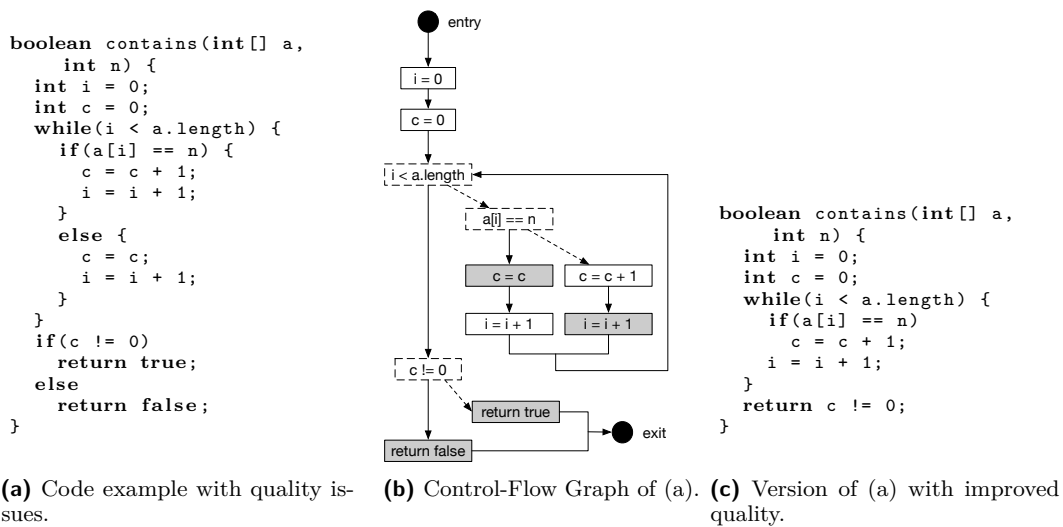 boolean contains(int[] a,
int n) {
int i = 0;
int c = 0;
while(i < a.length) {
if(a[i] == n) {
c = c + 1;
i = i + 1;
}
else {
c = c;
i = i + 1;
}
}
if(c != 0)
return true;
else
return false;
}
(a) Code example with quality is-
sues.
entry
i = 0
c = 0
i < a.length
a[i] == n
c = c
c = c + 1
i = i + 1
i = i + 1
c != 0
return true
exit
return false
(b) Control-Flow Graph of (a).
boolean contains(int[] a,
int n) {
int i = 0;
int c = 0;
while(i < a.length) {
if(a[i] == n)
c = c + 1;
i = i + 1;
}
return c != 0;
}
(c) Version of (a) with improved
quality.